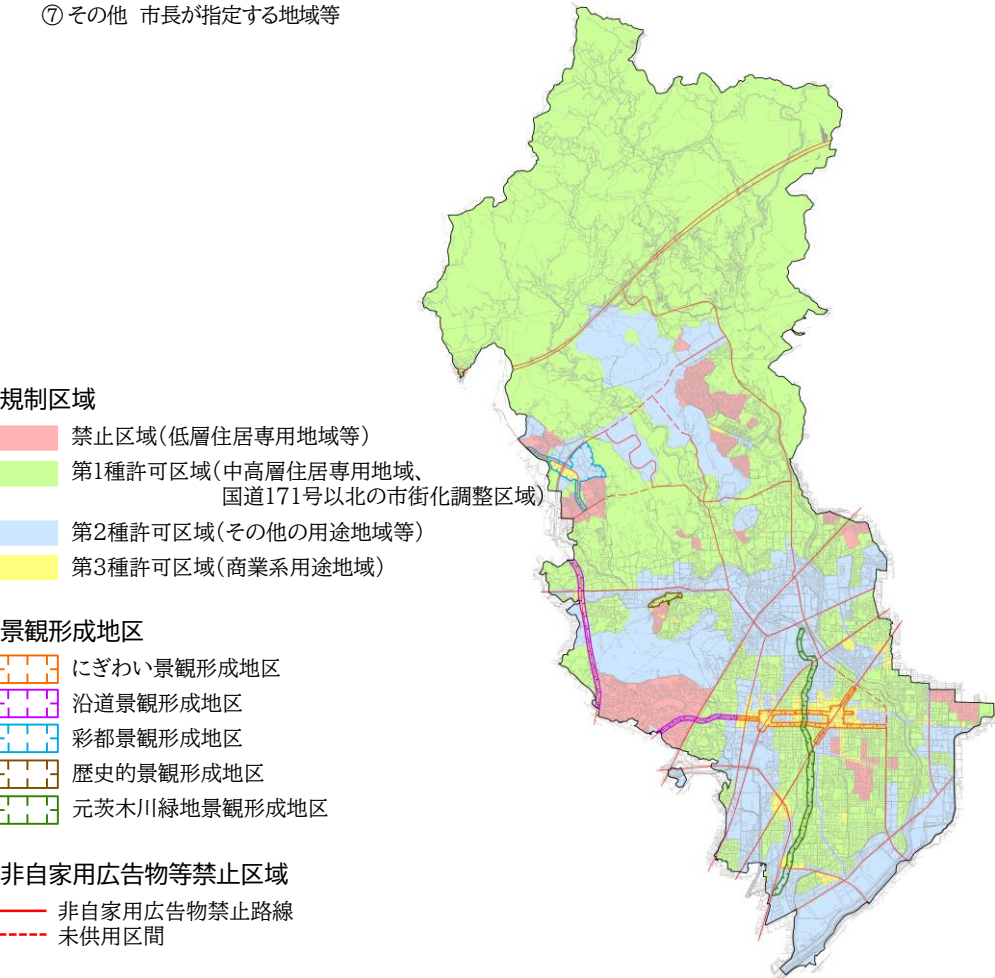 ⑦ その他 市長が指定する地域等
規制区域
禁止区域(低層住居専用地域等)
第1種許可区域(中高層住居専用地域、
国道171号以北の市街化調整区域)
第2種許可区域(その他の用途地域等)
第3種許可区域(商業系用途地域)
景観形成地区
にぎわい景観形成地区
沿道景観形成地区
彩都景観形成地区
歴史的景観形成地区
元茨木川緑地景観形成地区
非自家用広告物等禁止区域
非自家用広告物禁止路線
未供用区間